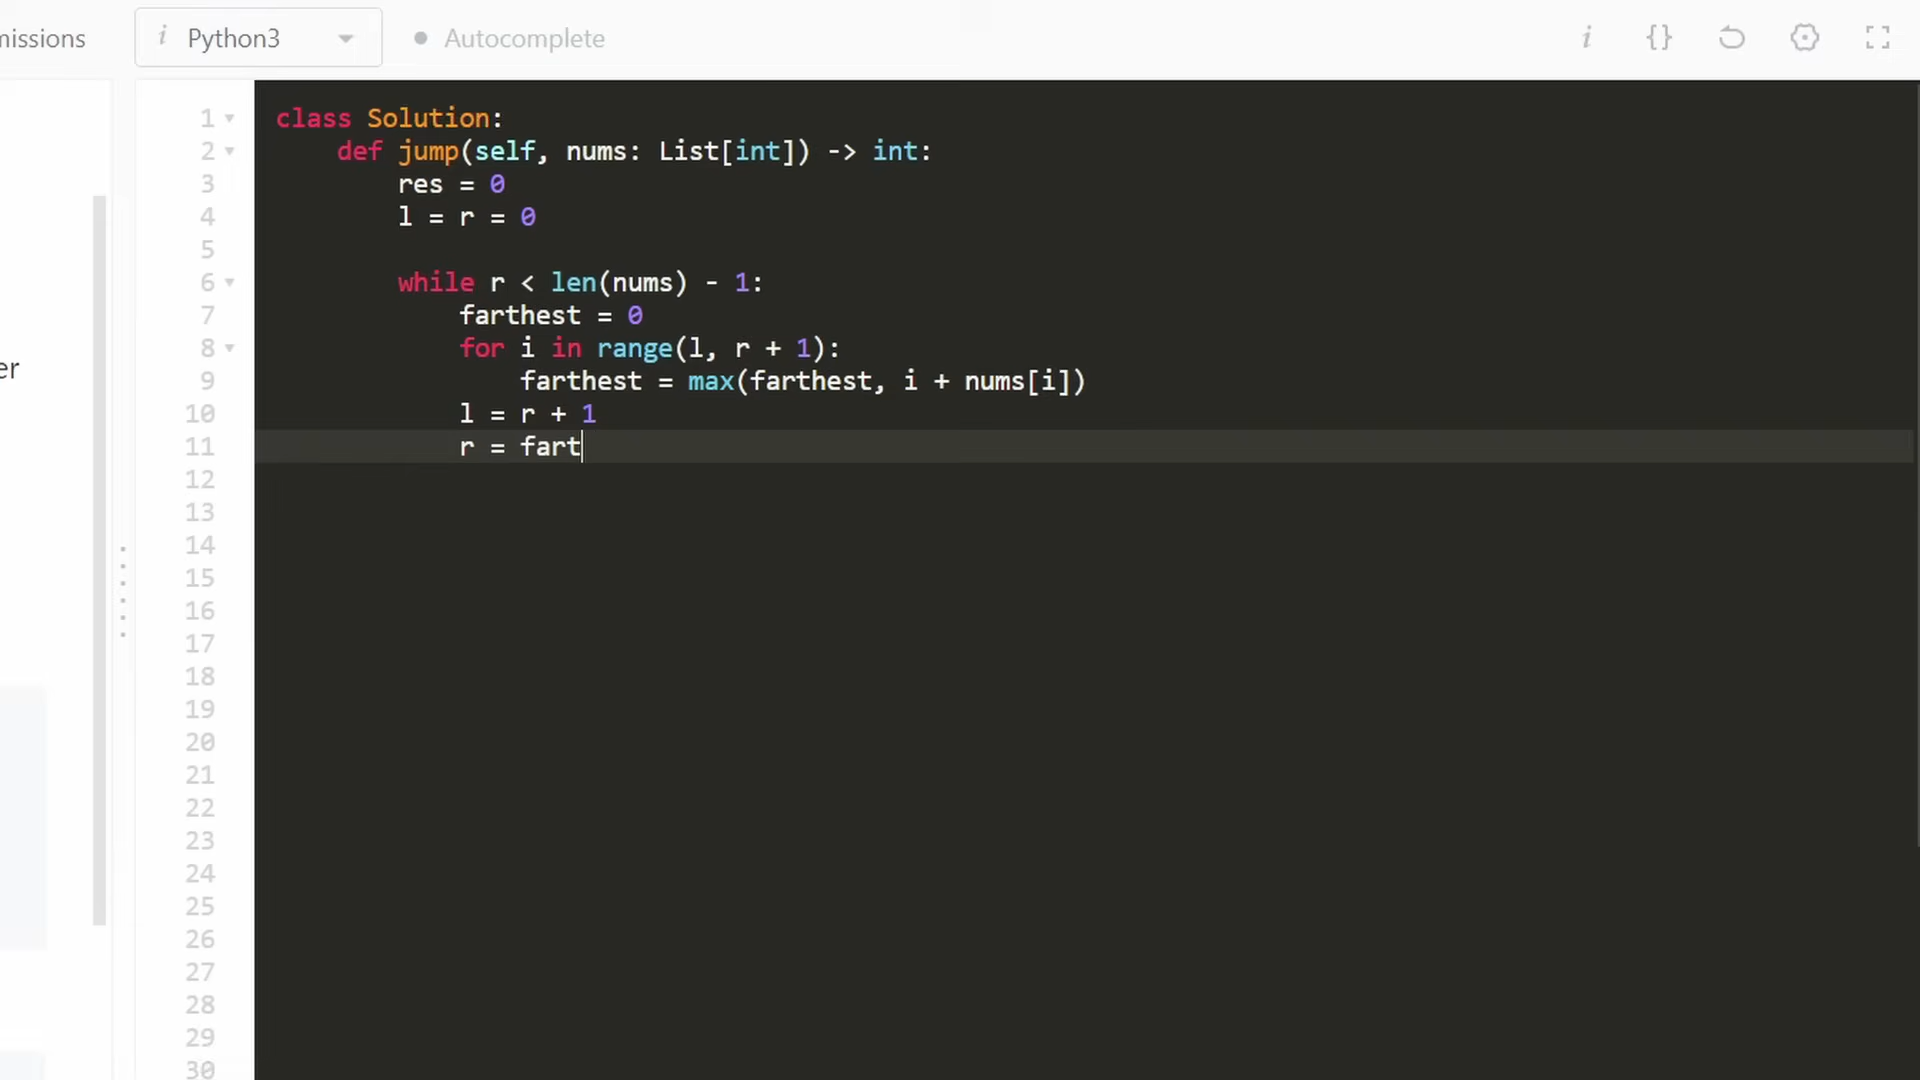 missions
i Python3
Autocomplete
i {}
er
1 class Solution:
2 def jump(self, nums: List[int]) -> int:
3 res = 0
4 l = r = 0
5
6 while r < len(nums) - 1:
7 farthest = 0
8 for i in range(l, r + 1):
9 farthest = max(farthest, i + nums[i])
10 l = r + 1
11 r = fart
12
13
14
15
16
17
18
19
20
21
22
23
24
25
26
27
28
29
30